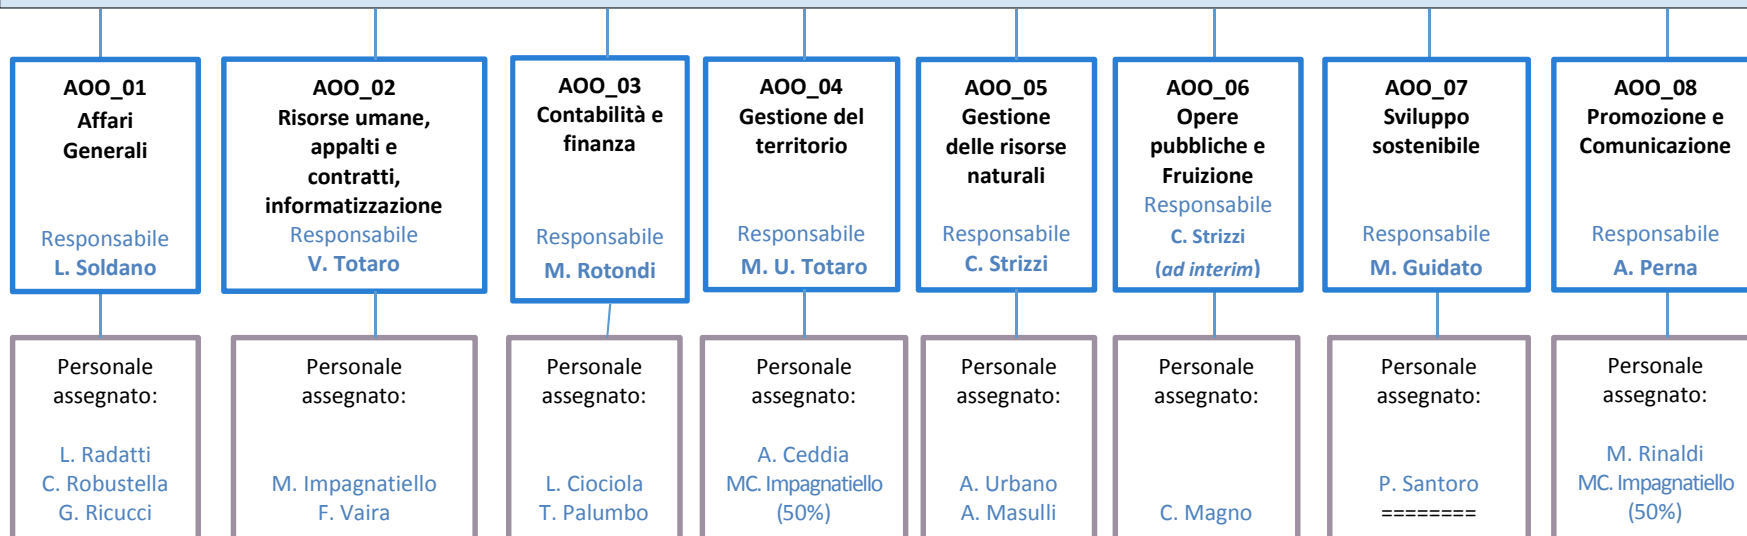 AOO_01
Affari
Generali
Responsabile
L. Soldano
AOO_02
Risorse umane,
appalti e
contratti,
informatizzazione
Responsabile
V. Totaro
AOO_03
Contabilità e
finanza
Responsabile
M. Rotondi
AOO_04
Gestione del
territorio
Responsabile
M. U. Totaro
AOO_05
Gestione
delle risorse
naturali
Responsabile
C. Strizzi
AOO_06
Opere
pubbliche e
Fruizione
Responsabile
C. Strizzi
(ad interim)
AOO_07
Sviluppo
sostenibile
Responsabile
M. Guidato
AOO_08
Promozione e
Comunicazione
Responsabile
A. Perna
Personale
assegnato:
L. Radatti
C. Robustella
G. Ricucci
Personale
assegnato:
M. Impagnatiello
F. Vaira
Personale
assegnato:
L. Ciociola
T. Palumbo
Personale
assegnato:
A. Ceddia
MC. Impagnatiello
(50%)
Personale
assegnato:
A. Urbano
A. Masulli
Personale
assegnato:
C. Magno
Personale
assegnato:
P. Santoro
========
Personale
assegnato:
M. Rinaldi
MC. Impagnatiello
(50%)